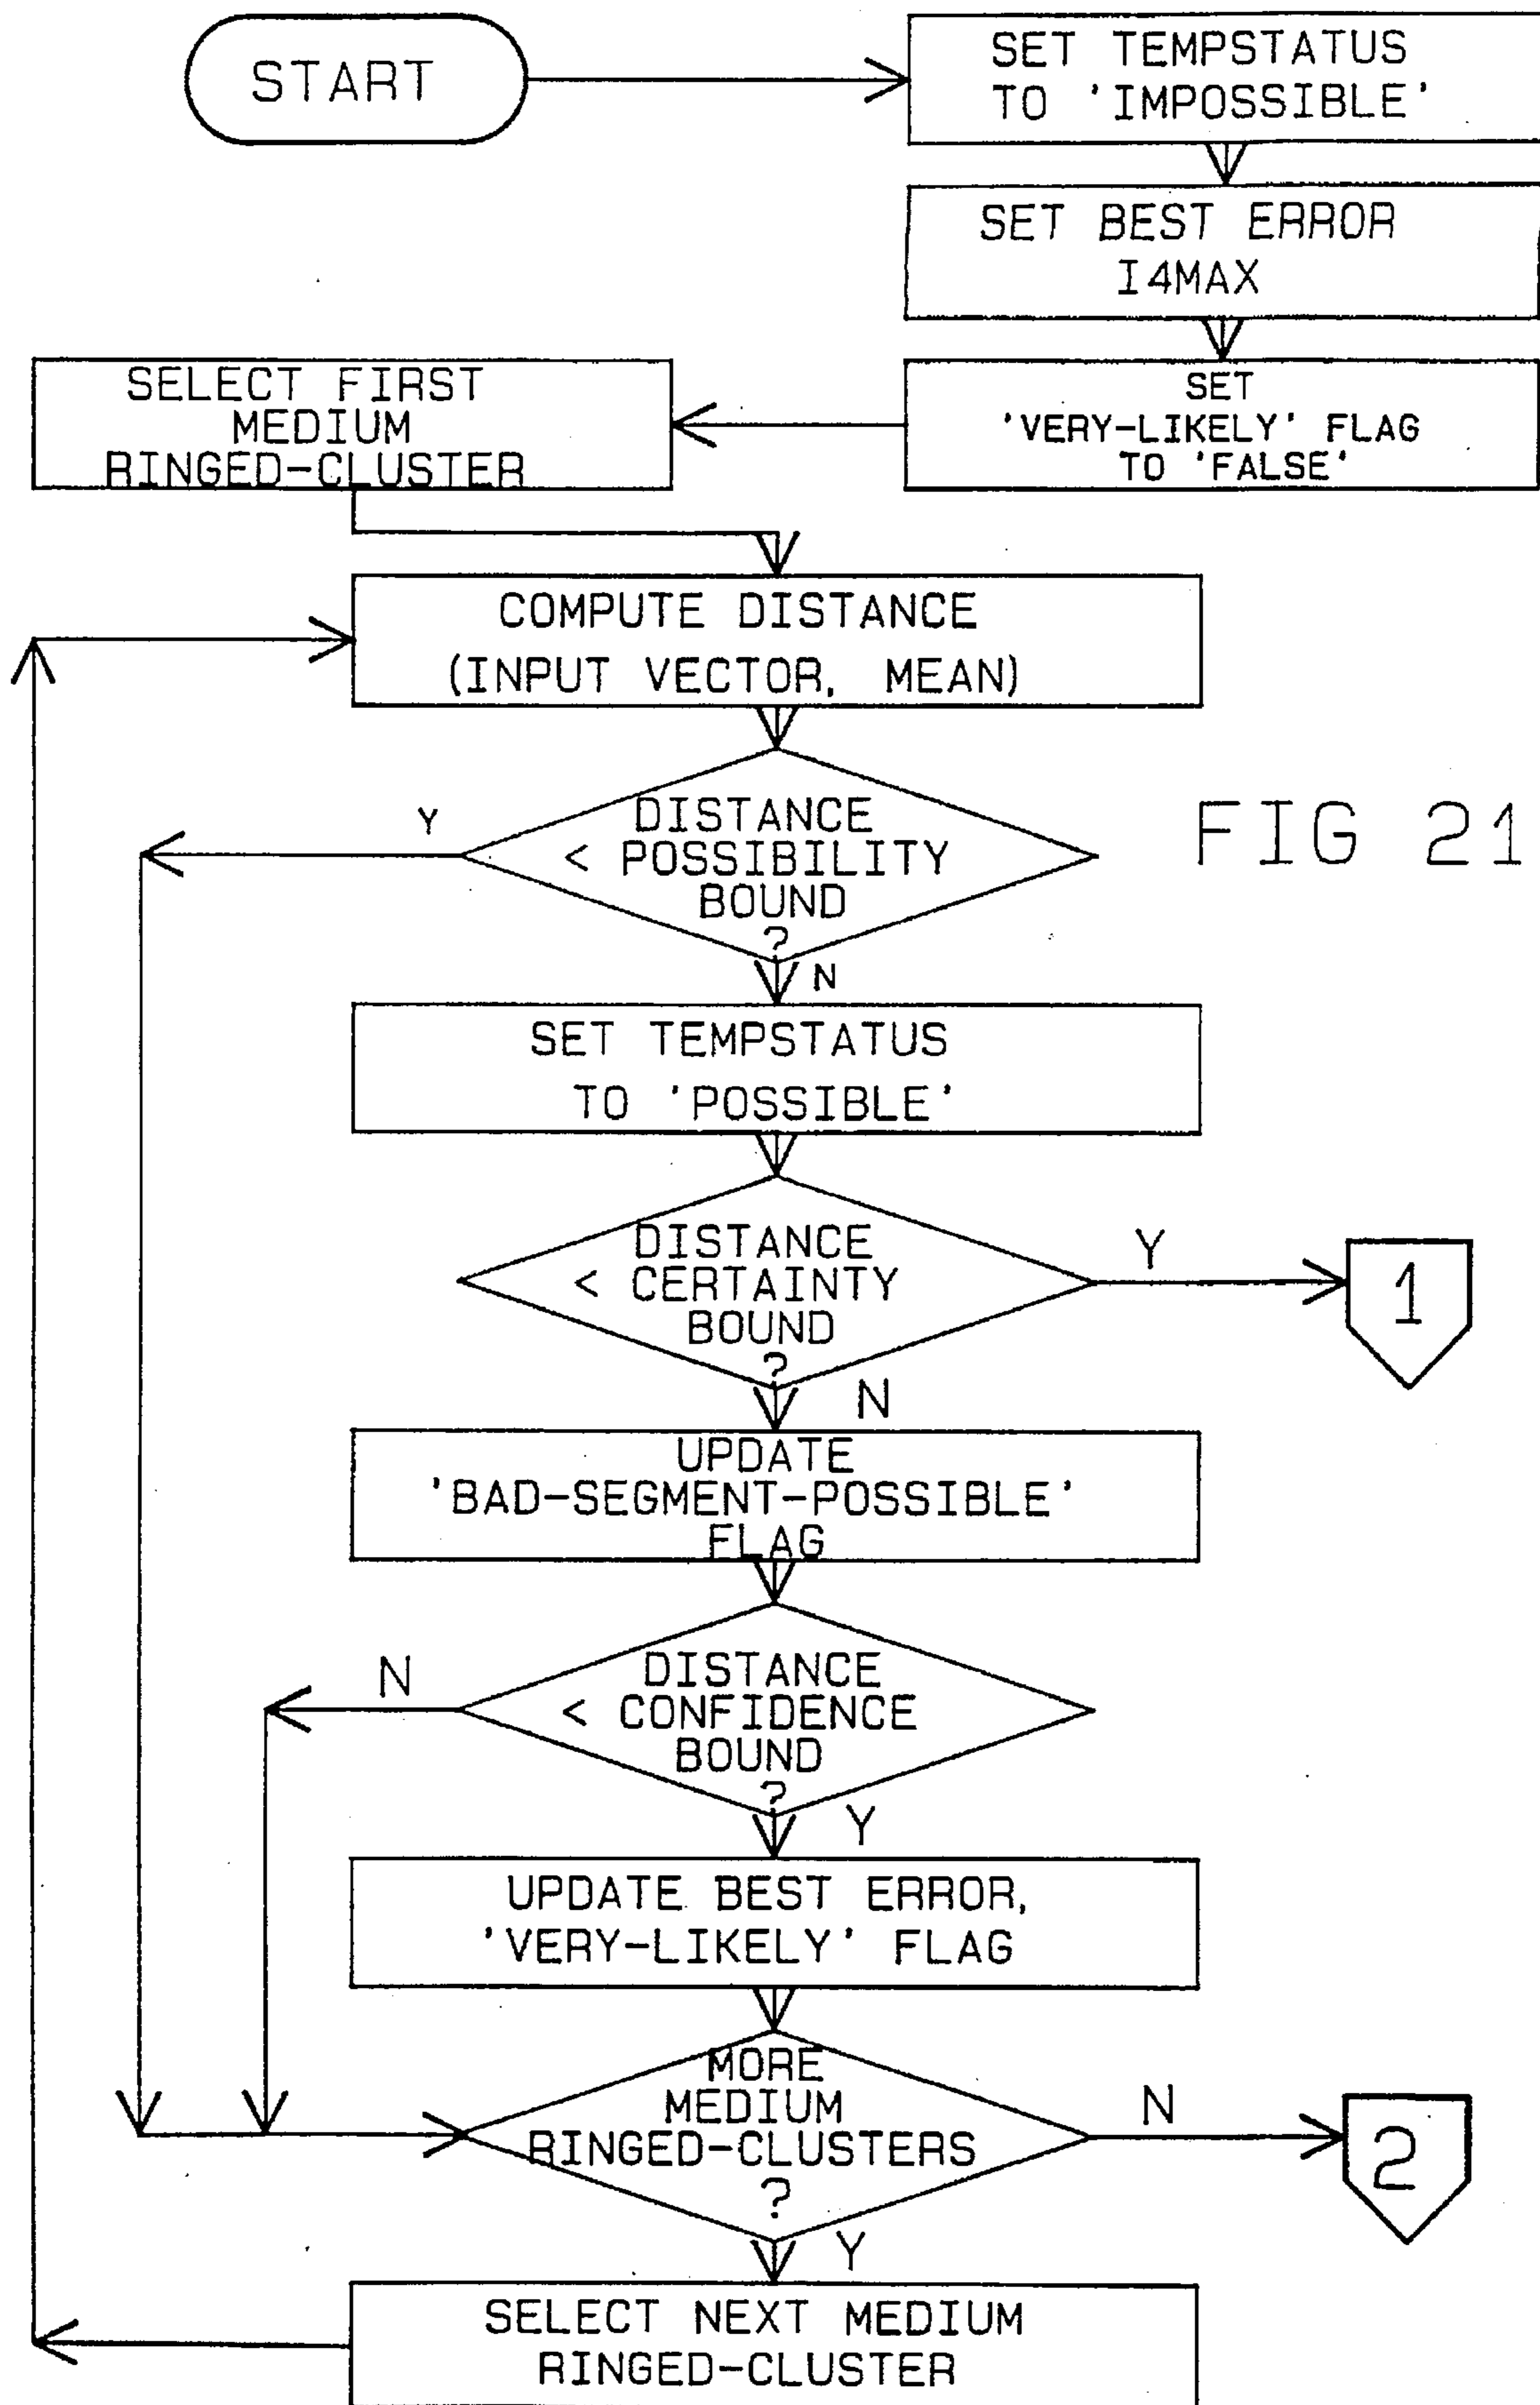 START
SET TEMPSTATUS
TO 'IMPOSSIBLE'
SET BEST ERROR
I4MAX
SET
'VERY-LIKELY' FLAG
TO 'FALSE'
SELECT FIRST
MEDIUM
RINGED-CLUSTER
COMPUTE DISTANCE
(INPUT VECTOR, MEAN)
DISTANCE
< POSSIBILITY
BOUND
?
Y
N
FIG 21
SET TEMPSTATUS
TO 'POSSIBLE'
DISTANCE
< CERTAINTY
BOUND
?
Y
1
N
UPDATE
'BAD-SEGMENT-POSSIBLE'
FLAG
DISTANCE
< CONFIDENCE
BOUND
?
N
Y
UPDATE BEST ERROR,
'VERY-LIKELY' FLAG
MORE
MEDIUM
RINGED-CLUSTERS
?
N
2
Y
SELECT NEXT MEDIUM
RINGED-CLUSTER